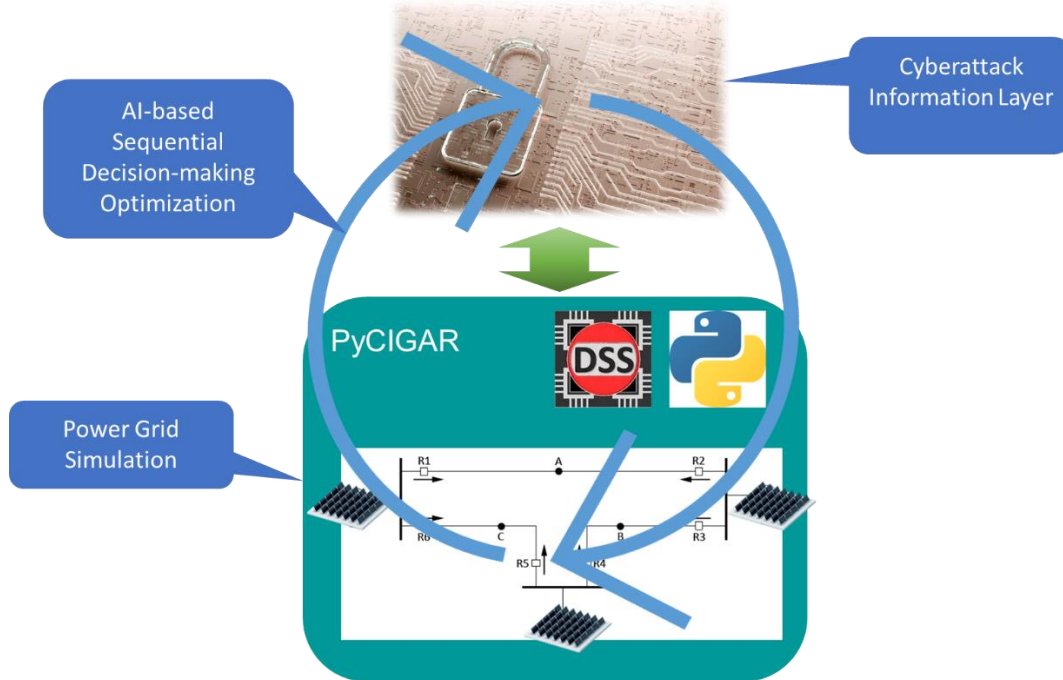 Cyberattack
Information Layer
AI-based
Sequential
Decision-making
Optimization
PyCIGAR
DSS
Power Grid
Simulation
R1
A
R2
R6
C
B
R3
R5
R4